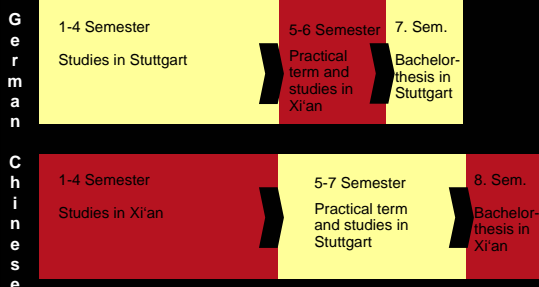 German
1-4 Semester
Studies in Stuttgart
5-6 Semester
Practical
term and
studies in
Xi'an
7. Sem.
Bachelor-
thesis in
Stuttgart
Chinese
1-4 Semester
Studies in Xi'an
5-7 Semester
Practical term
and studies in
Stuttgart
8. Sem.
Bachelor-
thesis in
Xi'an